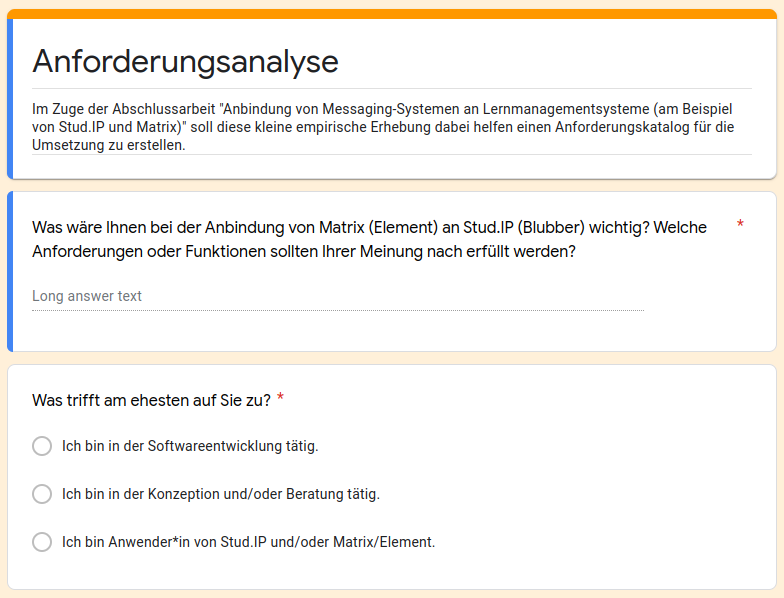 Anforderungsanalyse
Im Zuge der Abschlussarbeit "Anbindung von Messaging-Systemen an Lernmanagementsysteme (am Beispiel
von Stud.IP und Matrix)" soll diese kleine empirische Erhebung dabei helfen einen Anforderungskatalog für die
Umsetzung zu erstellen.
Was wäre Ihnen bei der Anbindung von Matrix (Element) an Stud.IP (Blubber) wichtig? Welche *
Anforderungen oder Funktionen sollten Ihrer Meinung nach erfüllt werden?
Long answer text
Was trifft am ehesten auf Sie zu? *
Ich bin in der Softwareentwicklung tätig.
Ich bin in der Konzeption und/oder Beratung tätig.
Ich bin Anwender*in von Stud.IP und/oder Matrix/Element.